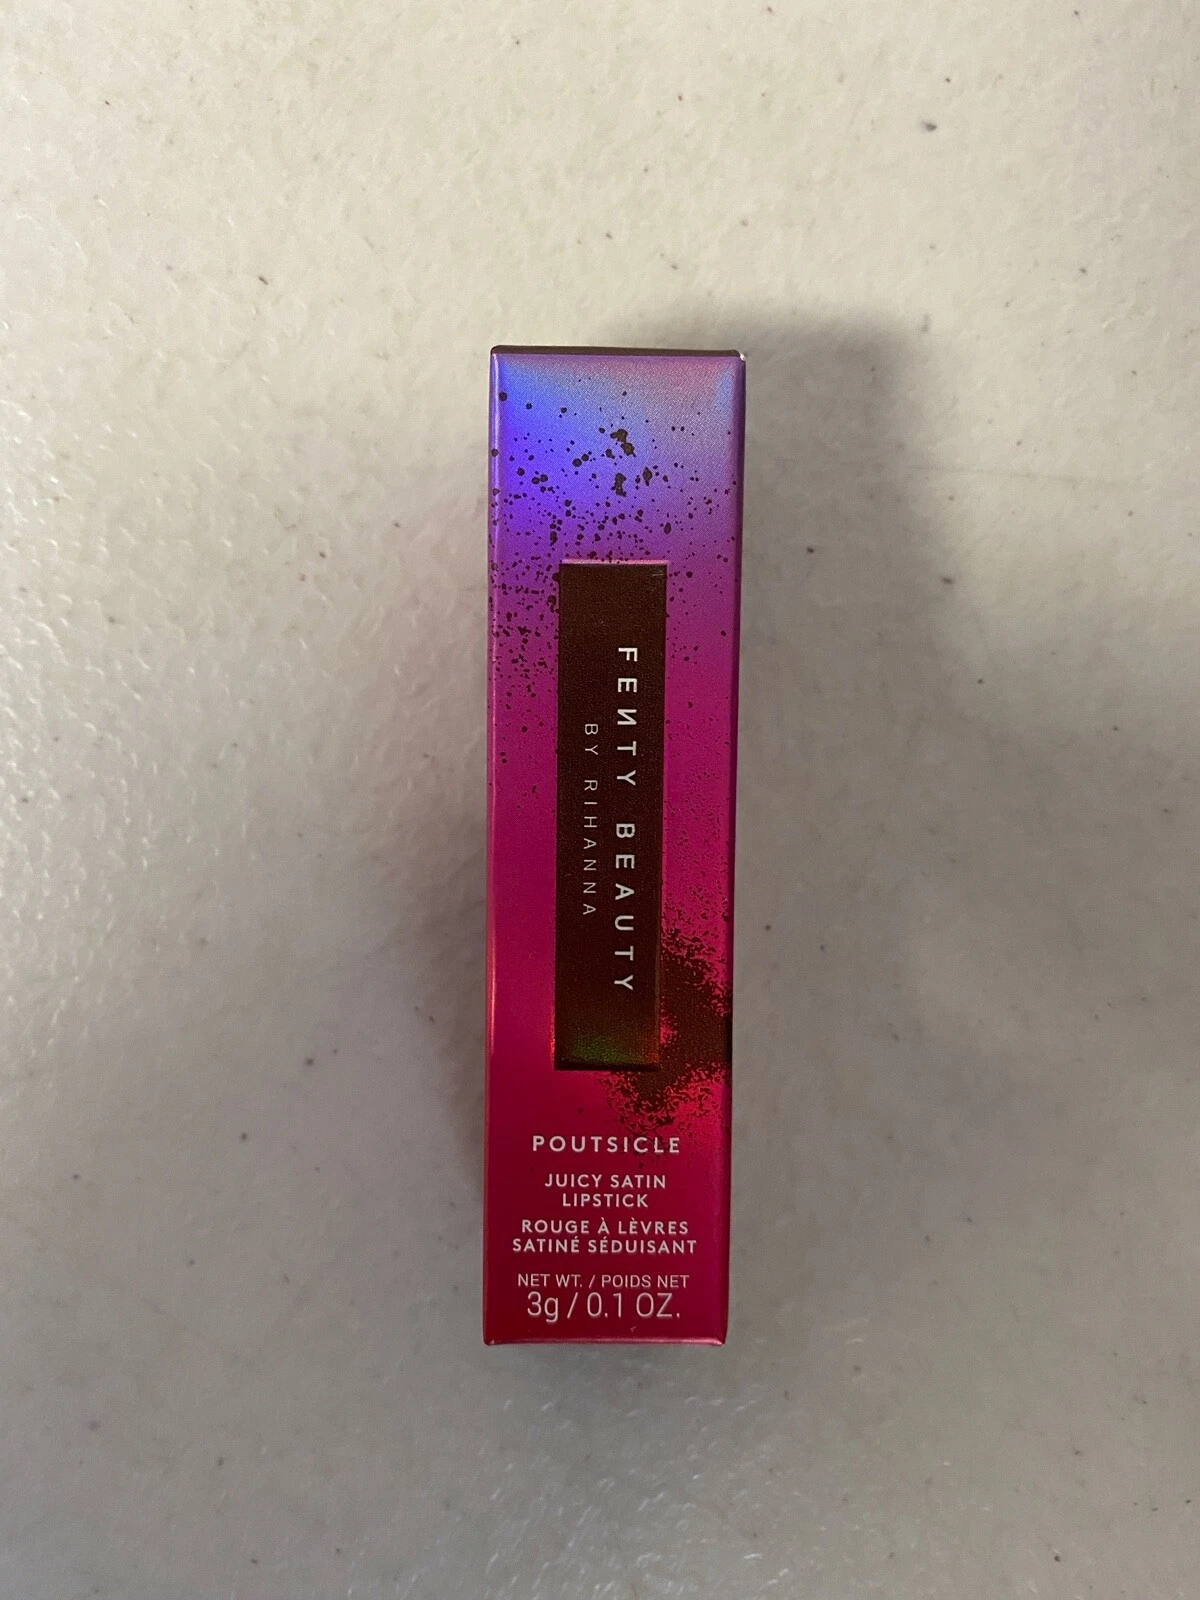 FEИTY BEAUTY
BY RIHANNA
POUTSICLE
JUICY SATIN
LIPSTICK
ROUGE À LÈVRES
SATINÉ SÉDUISANT
NET WT. / POIDS NET
3g / 0.1 OZ.